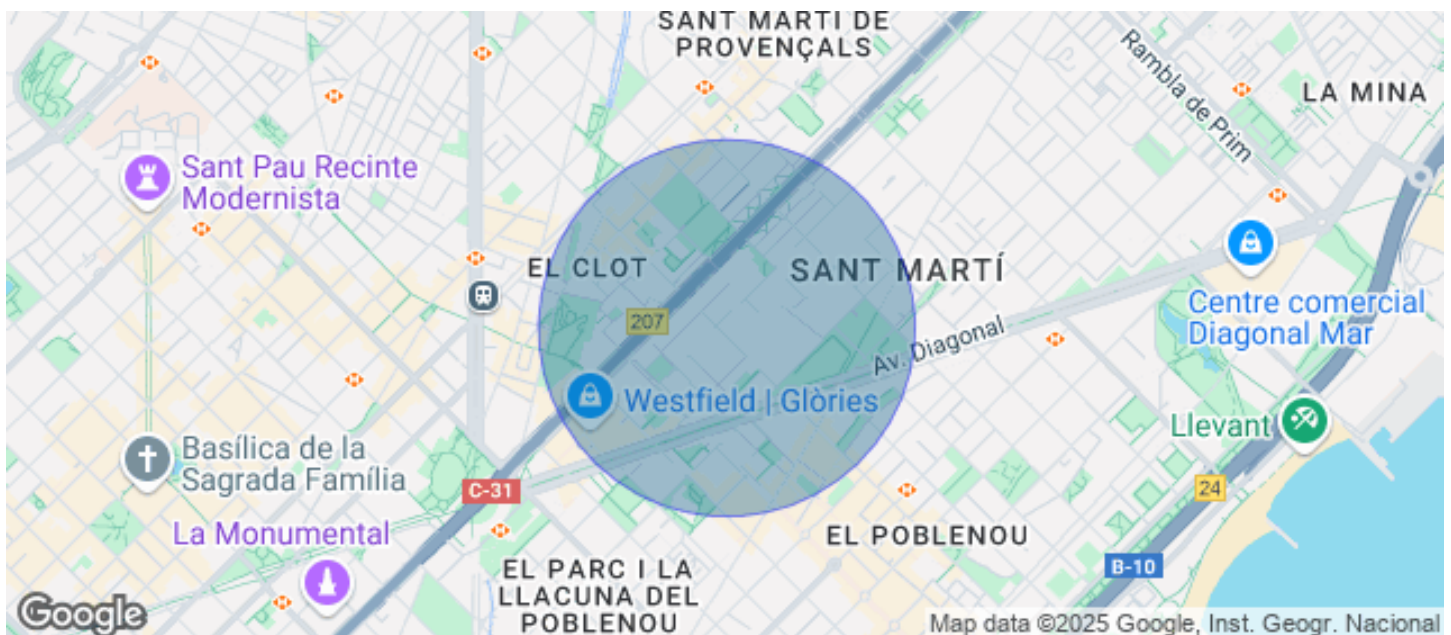 SANT MARTÍ DE
PROVENÇALS
Rambla de Prim
LA MINA
Sant Pau Recinte
Modernista
EL CLOT
SANT MARTÍ
207
Centre comercial
Diagonal Mar
Av. Diagonal
Westfield | Glòries
Llevant
Basílica de la
Sagrada Família
C-31
24
La Monumental
EL POBLENOU
B-10
EL PARC I LA
LLACUNA DEL
POBLENOU
Google
Map data ©2025 Google, Inst. Geogr. Nacional